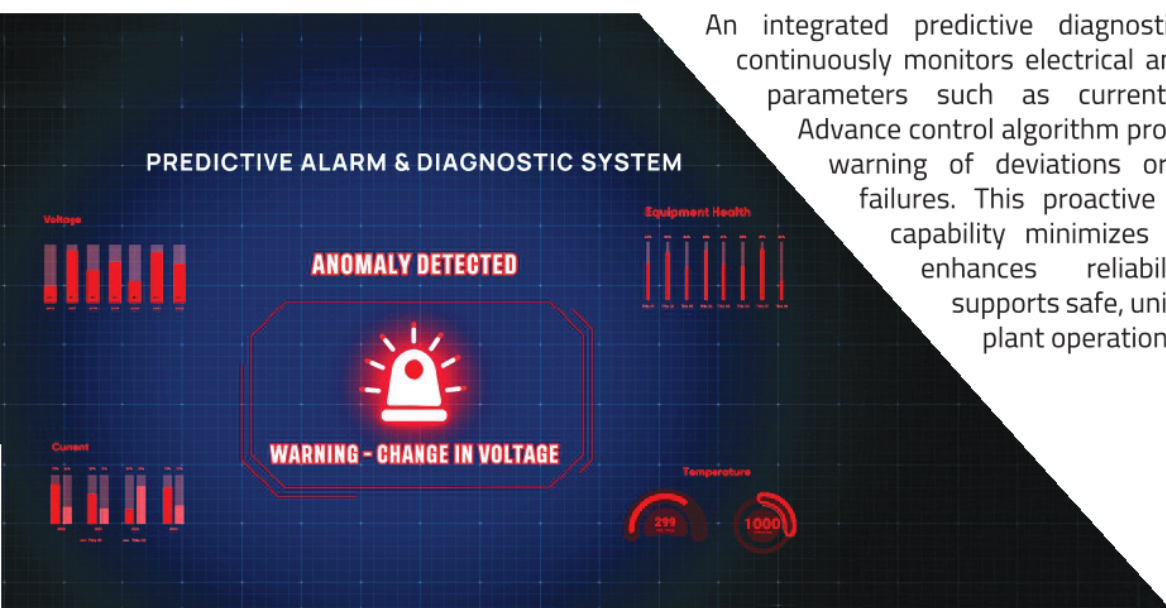 An integrated predictive diagnosti
continuously monitors electrical an
parameters such as current
Advance control algorithm pro
warning of deviations or
failures. This proactive
capability minimizes
enhances reliabil
supports safe, uni
plant operation
PREDICTIVE ALARM & DIAGNOSTIC SYSTEM
Voltage
Equipment Health
ANOMALY DETECTED
WARNING - CHANGE IN VOLTAGE
Current
Temperature
299
1000